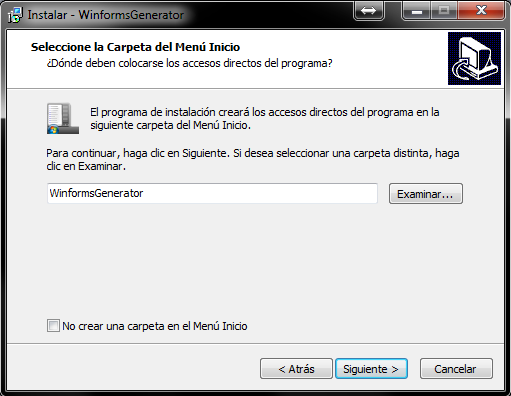 Instalar - WinformsGenerator
Seleccione la Carpeta del Menú Inicio
¿Dónde deben colocarse los accesos directos del programa?
El programa de instalación creará los accesos directos del programa en la
siguiente carpeta del Menú Inicio.
Para continuar, haga clic en Siguiente. Si desea seleccionar una carpeta distinta, haga
clic en Examinar.
WinformsGenerator
Examinar...
No crear una carpeta en el Menú Inicio
< Atrás
Siguiente >
Cancelar